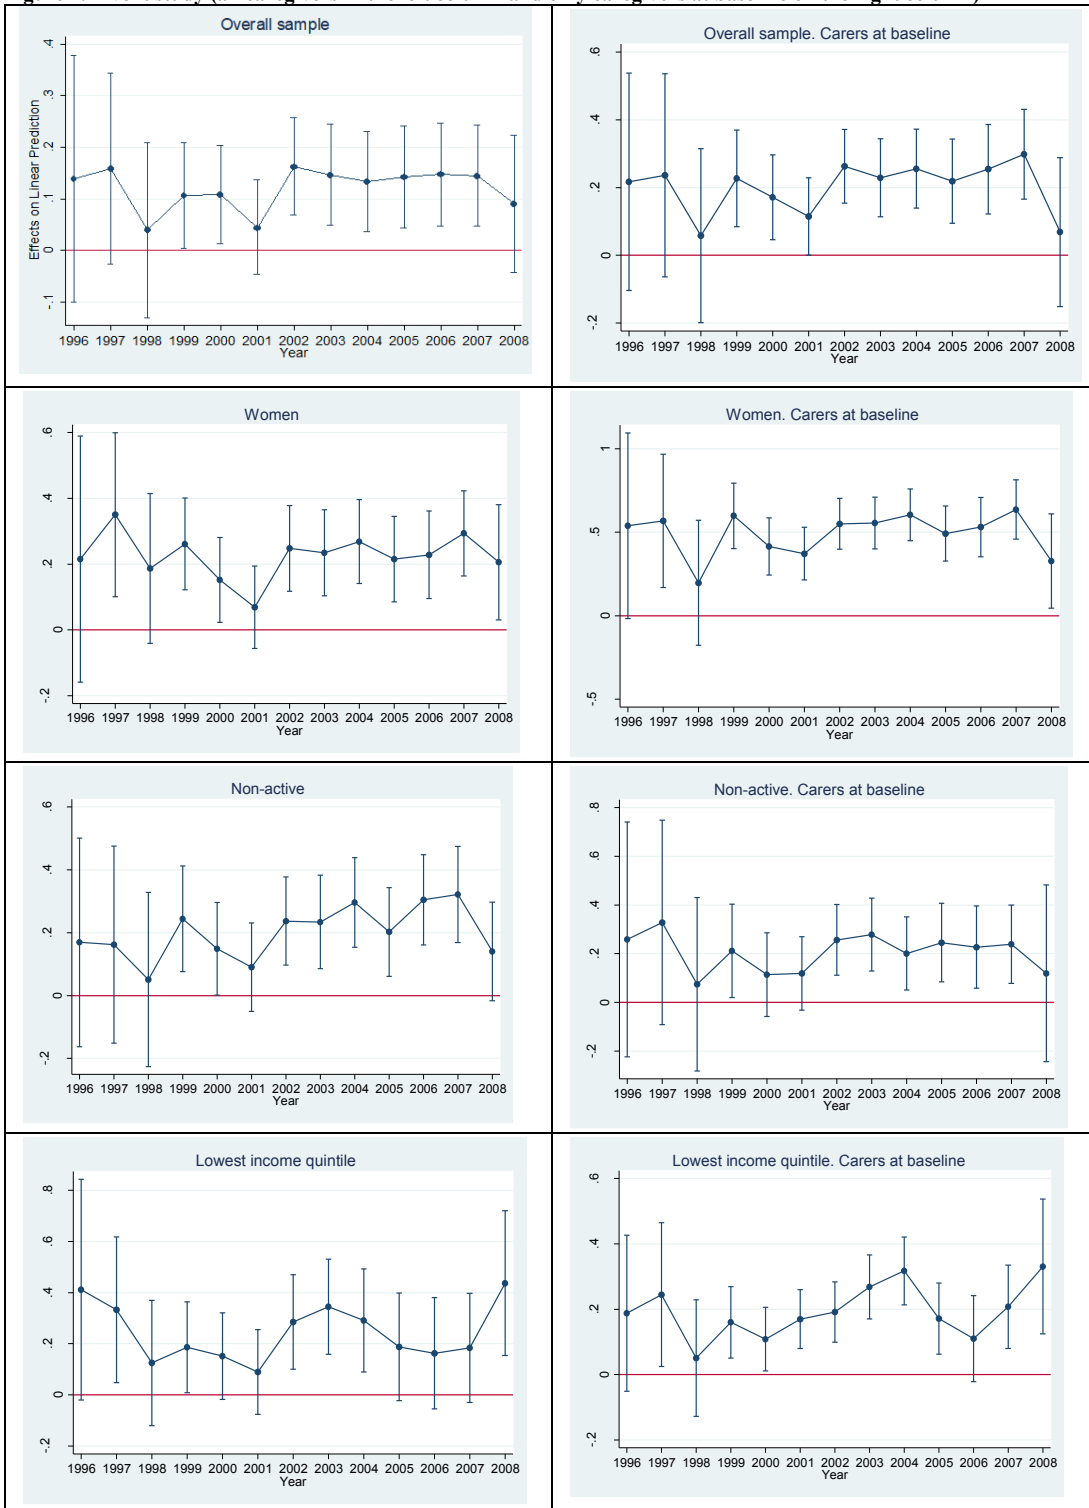 Overall sample
.4
.3
.2
.1
0
-.1
Effects on Linear Prediction
1996 1997 1998 1999 2000 2001 2002 2003 2004 2005 2006 2007 2008
Year
Overall sample. Carers at baseline
.6
.4
.2
0
-.2
1996 1997 1998 1999 2000 2001 2002 2003 2004 2005 2006 2007 2008
Year
Women
.6
.4
.2
0
-.2
1996 1997 1998 1999 2000 2001 2002 2003 2004 2005 2006 2007 2008
Year
Women. Carers at baseline
1
.5
0
-.5
1996 1997 1998 1999 2000 2001 2002 2003 2004 2005 2006 2007 2008
Year
Non-active
.6
.4
.2
0
-.2
1996 1997 1998 1999 2000 2001 2002 2003 2004 2005 2006 2007 2008
Year
Non-active. Carers at baseline
.8
.6
.4
.2
0
-.2
1996 1997 1998 1999 2000 2001 2002 2003 2004 2005 2006 2007 2008
Year
Lowest income quintile
.8
.6
.4
.2
0
-.2
1996 1997 1998 1999 2000 2001 2002 2003 2004 2005 2006 2007 2008
Year
Lowest income quintile. Carers at baseline
.6
.4
.2
0
-.2
1996 1997 1998 1999 2000 2001 2002 2003 2004 2005 2006 2007 2008
Year